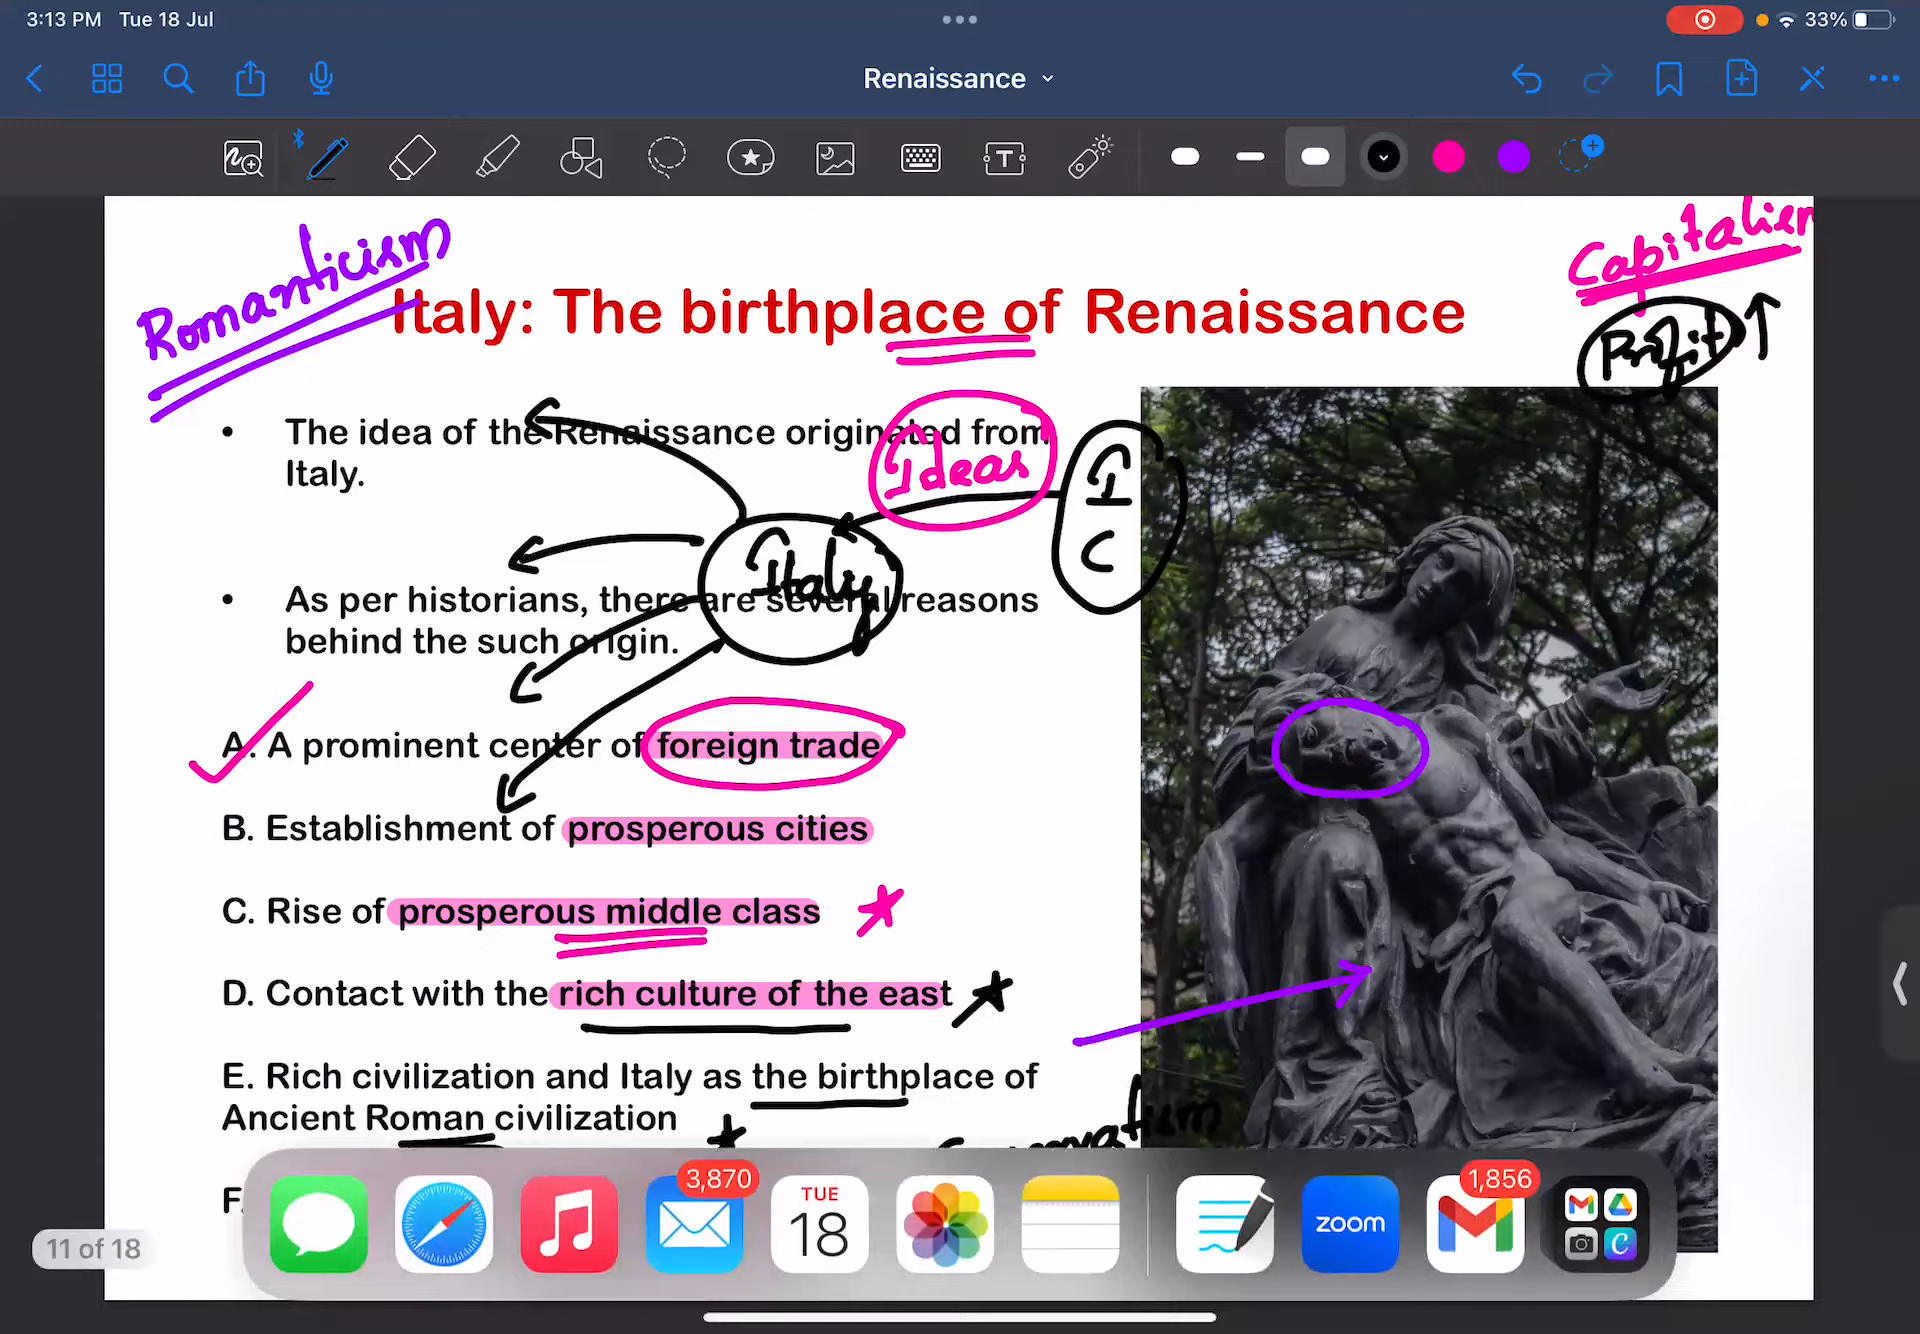 3:13 PM Tue 18 Jul
33%
Renaissance
T
Romanticism
Capitalism
Italy: The birthplace of Renaissance
Profit
• The idea of the Renaissance originated from
Italy.
Ideas
I
C
Italy
• As per historians, there are several reasons
behind the such origin.
A. A prominent center of foreign trade
B. Establishment of prosperous cities
C. Rise of prosperous middle class
D. Contact with the rich culture of the east
E. Rich civilization and Italy as the birthplace of
Ancient Roman civilization
F.
3,870
TUE
18
zoom
1,856
11 of 18